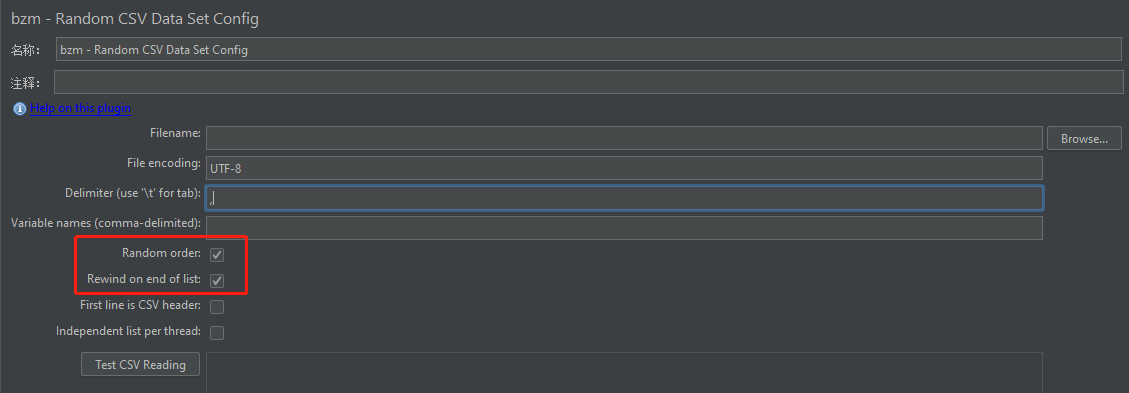 bzm - Random CSV Data Set Config
名称： bzm - Random CSV Data Set Config
注释：
Help on this plugin
Filename: Browse...
File encoding: UTF-8
Delimiter (use '\t' for tab): ,
Variable names (comma-delimited):
Random order:
Rewind on end of list:
First line is CSV header:
Independent list per thread:
Test CSV Reading